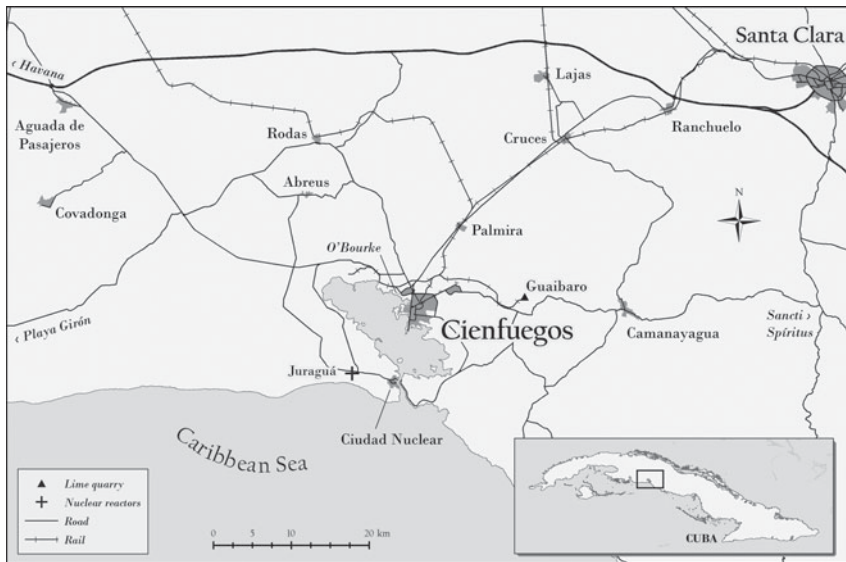 Santa Clara
‹ Havana
Lajas
Aguada de
Pasajeros
Rodas
Cruces
Ranchuelo
Abreus
Covadonga
N
Palmira
O'Bourke
Guaibaro
‹ Playa Girón
Cienfuegos
Camanayagua
Sancti ›
Spíritus
Juraguá
Ciudad Nuclear
Caribbean Sea
Lime quarry
Nuclear reactors
Road
Rail
0 5 10 20 km
CUBA